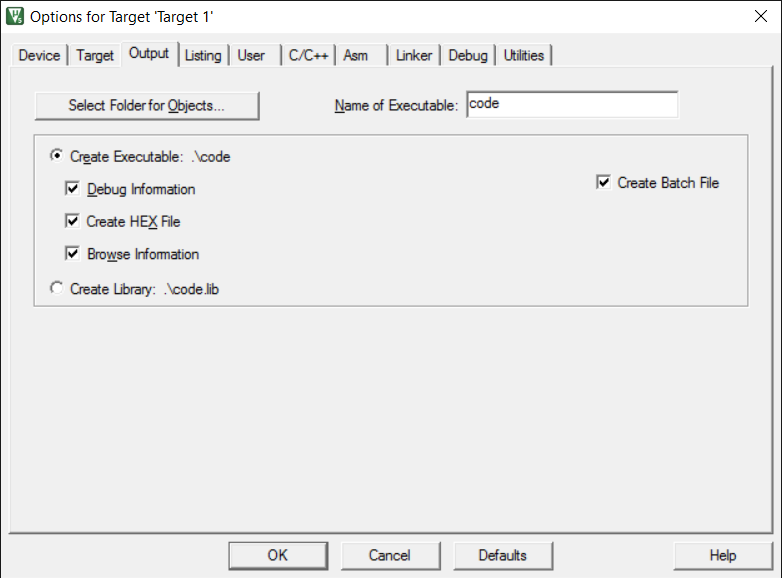 Options for Target 'Target 1'
Device Target Output Listing User C/C++ Asm Linker Debug Utilities
Select Folder for Objects... Name of Executable: code
Create Executable: .\code
Debug Information
Create Batch File
Create HEX File
Browse Information
Create Library: .\code.lib
OK Cancel Defaults Help